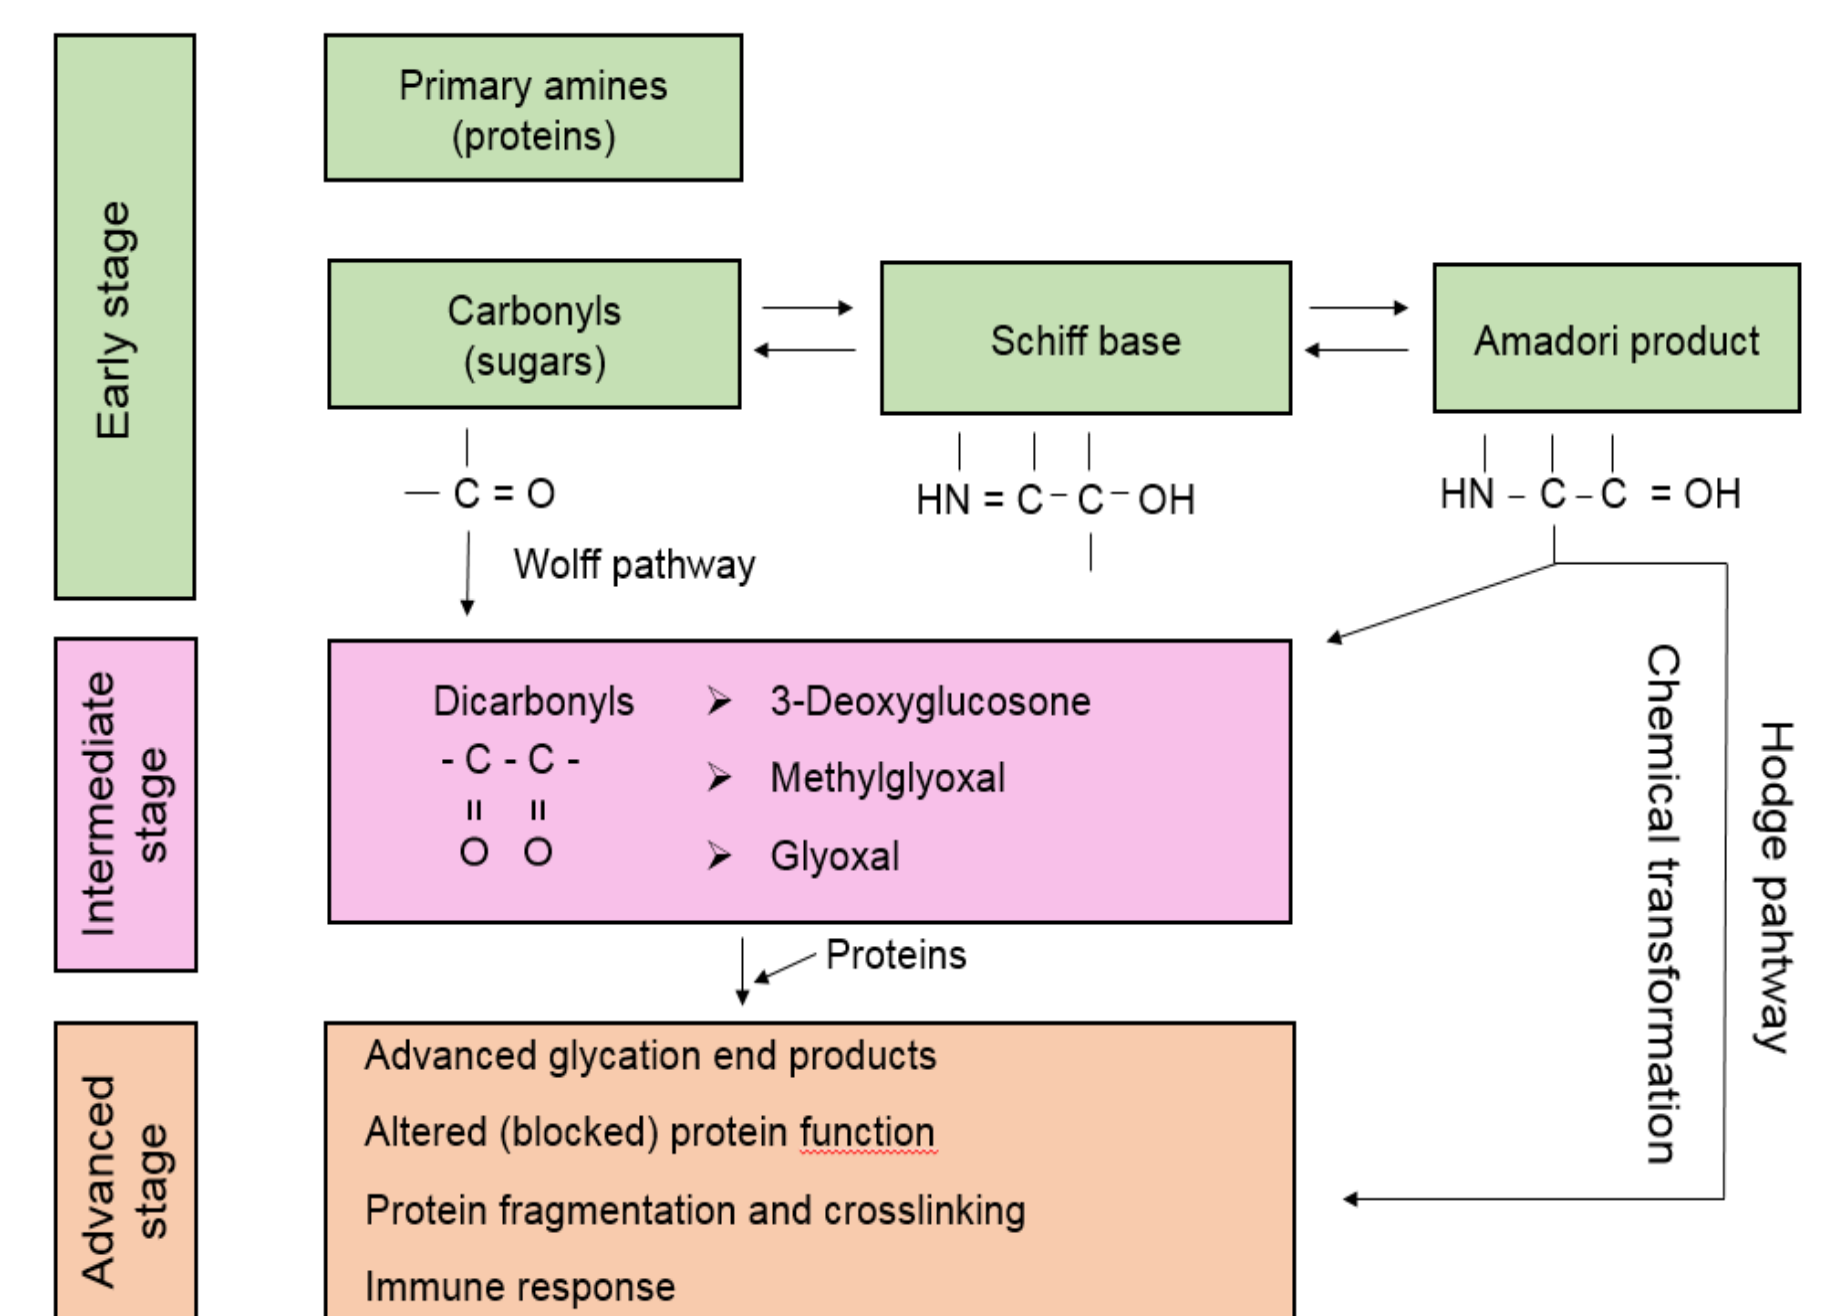 Early stage
Primary amines
(proteins)
Carbonyls
(sugars)
Schiff base
Amadori product
— C = O
HN = C – C – OH
HN – C – C = OH
Wolff pathway
Intermediate
stage
Dicarbonyls
- C - C -
= =
O O
➢ 3-Deoxyglucosone
➢ Methylglyoxal
➢ Glyoxal
Chemical transformation
Hodge pahtway
Proteins
Advanced
stage
Advanced glycation end products
Altered (blocked) protein function
Protein fragmentation and crosslinking
Immune response